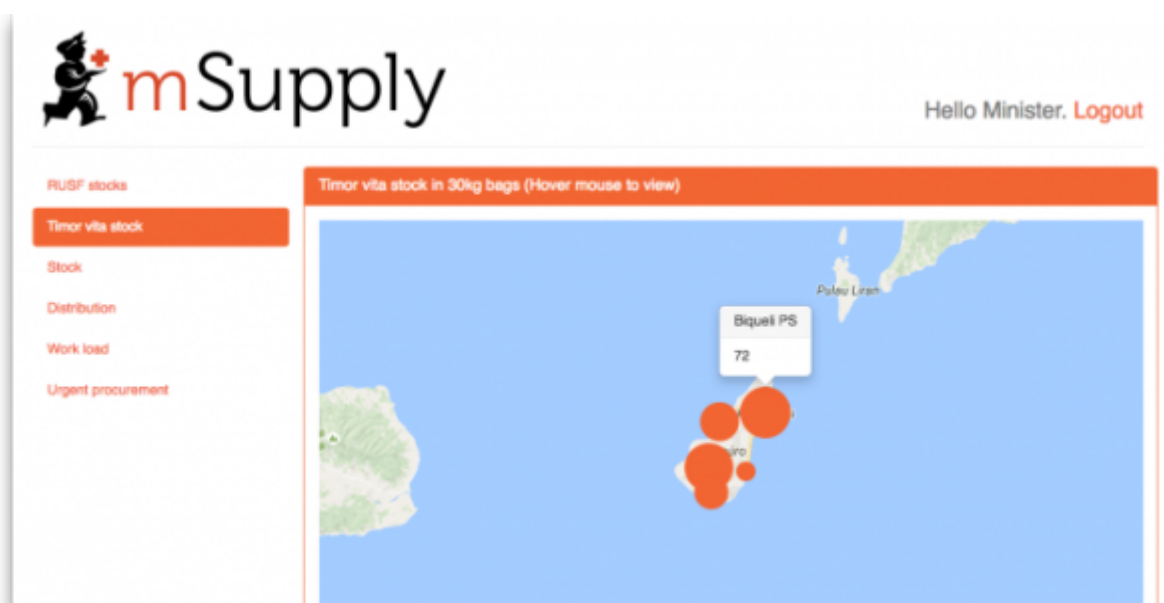 mSupply
Hello Minister. Logout
RUSF stocks
Timor vita stock
Stock
Distribution
Work load
Urgent procurement
Timor vita stock in 30kg bags (Hover mouse to view)
Pulau Liran
Biqueli PS
72